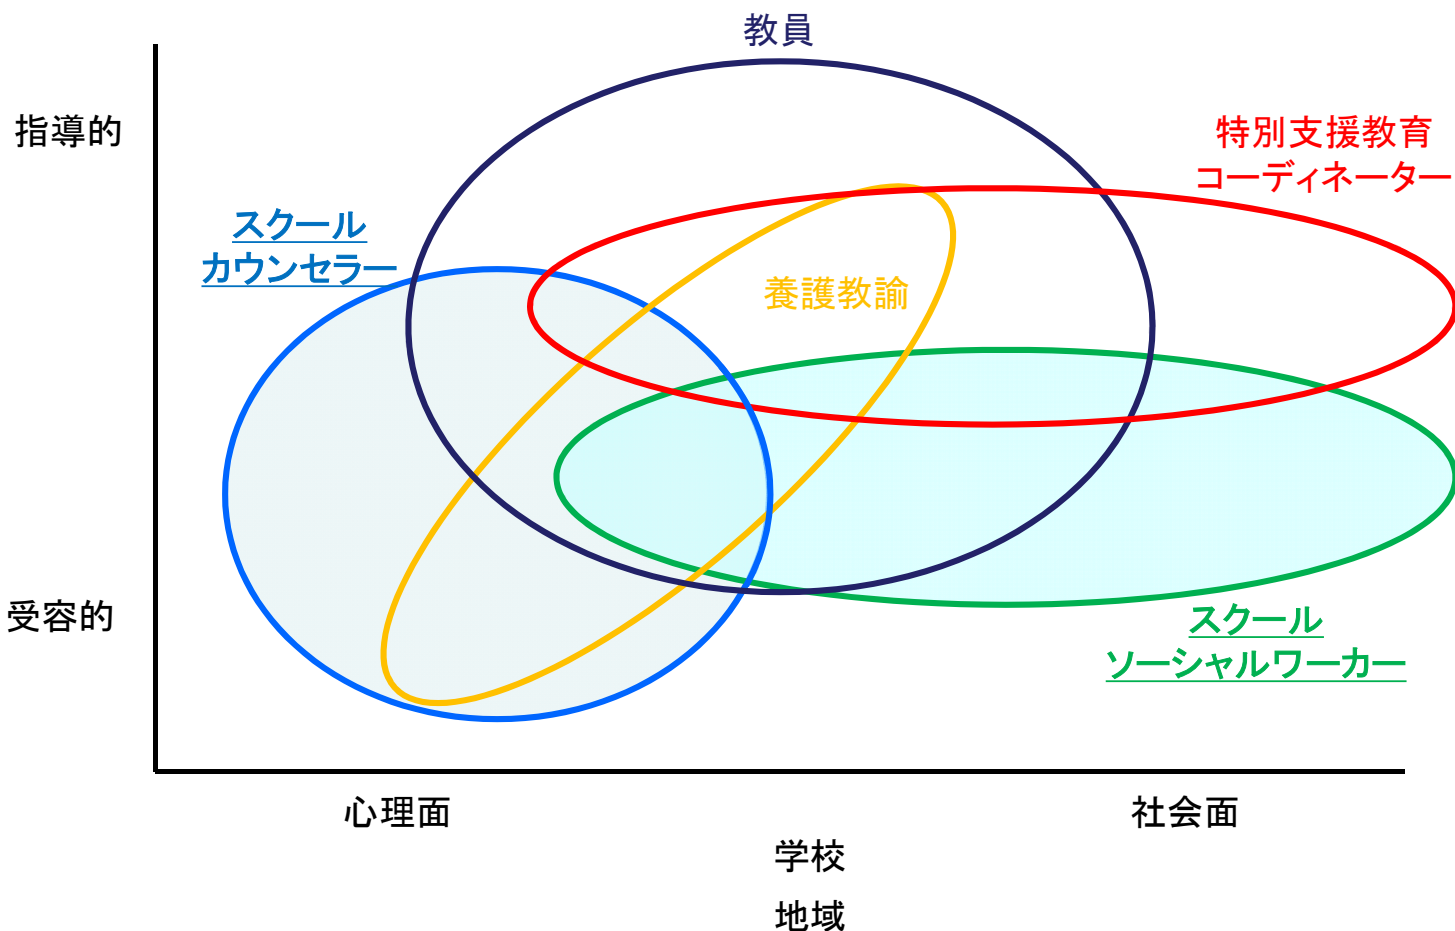 教員
指導的
特別支援教育
コーディネーター
スクール
カウンセラー
養護教諭
受容的
スクール
ソーシャルワーカー
心理面
社会面
学校
地域